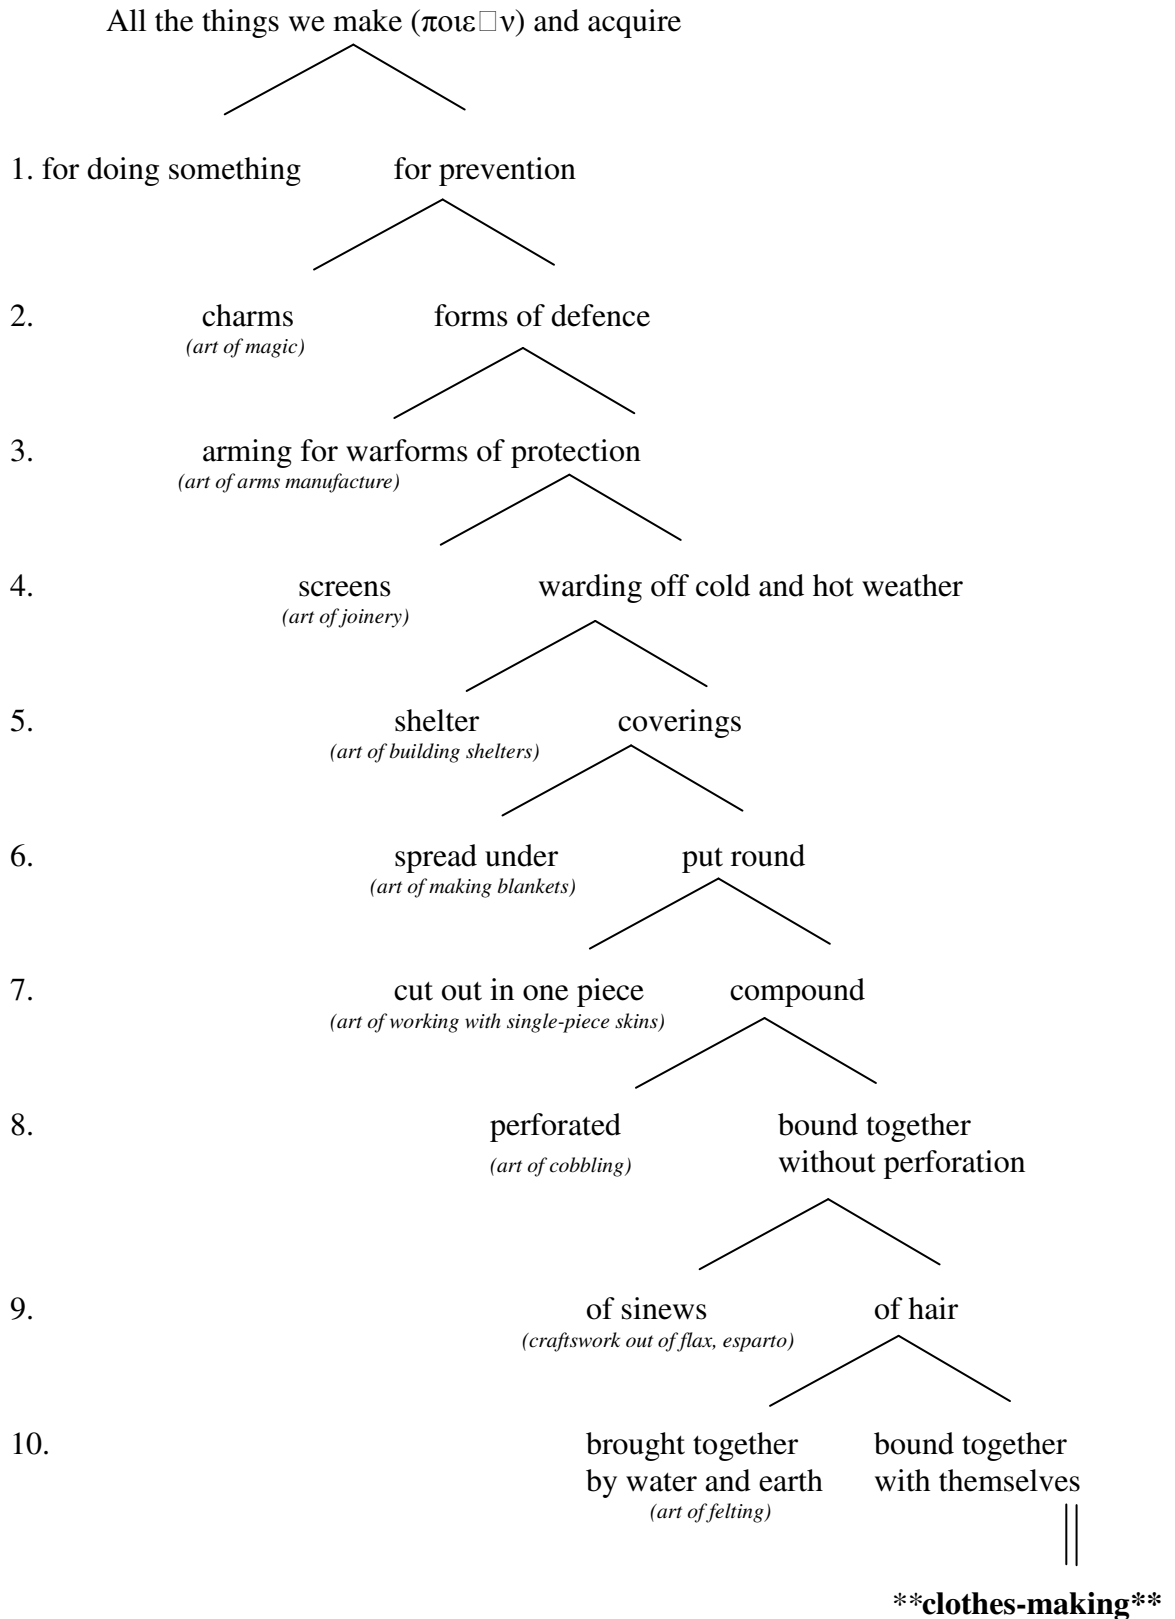 All the things we make (ποιε□ν) and acquire
1. for doing something for prevention
2. charms forms of defence
(art of magic)
3. arming for warforms of protection
(art of arms manufacture)
4. screens warding off cold and hot weather
(art of joinery)
5. shelter coverings
(art of building shelters)
6. spread under put round
(art of making blankets)
7. cut out in one piece compound
(art of working with single-piece skins)
8. perforated bound together
(art of cobbling) without perforation
9. of sinews of hair
(craftswork out of flax, esparto)
10. brought together bound together
by water and earth with themselves
(art of felting)
**clothes-making**